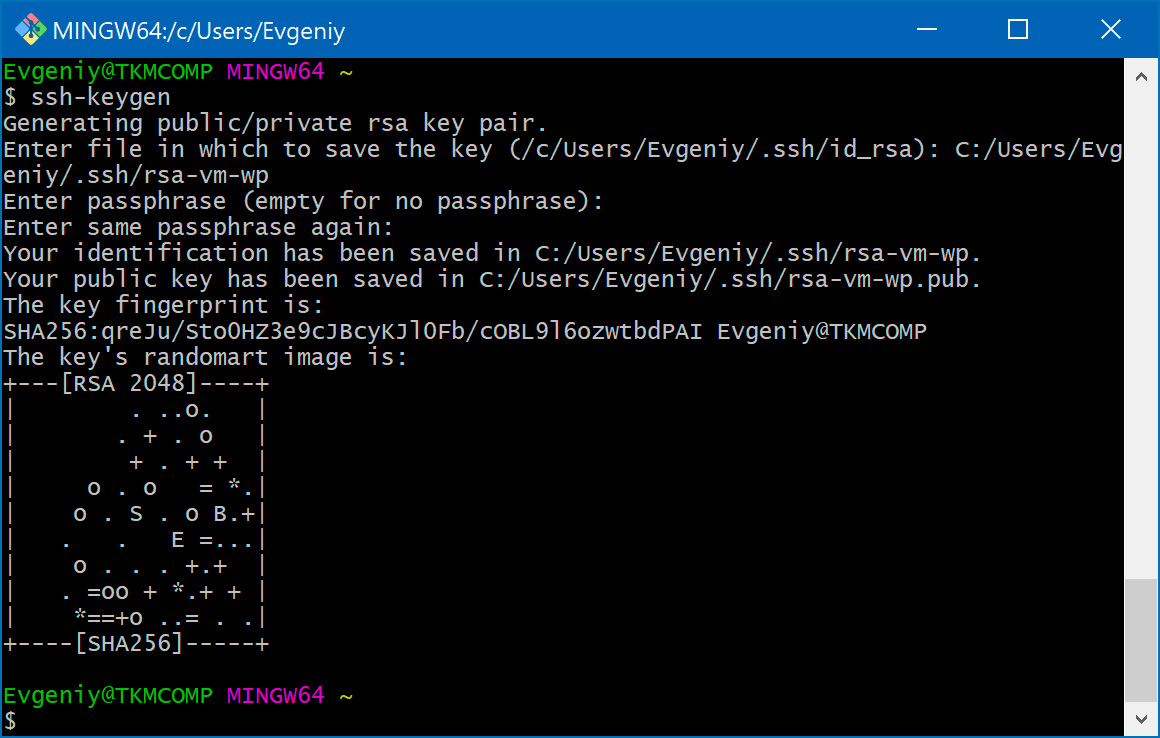 MINGW64:/c/Users/Evgeniy
Evgeniy@TKMCOMP MINGW64 ~
$ ssh-keygen
Generating public/private rsa key pair.
Enter file in which to save the key (/c/Users/Evgeniy/.ssh/id_rsa): C:/Users/Evg
eniy/.ssh/rsa-vm-wp
Enter passphrase (empty for no passphrase):
Enter same passphrase again:
Your identification has been saved in C:/Users/Evgeniy/.ssh/rsa-vm-wp.
Your public key has been saved in C:/Users/Evgeniy/.ssh/rsa-vm-wp.pub.
The key fingerprint is:
SHA256:qreJu/StoOHZ3e9cJBcyKJlOFb/cOBL9l6ozwtbdPAI Evgeniy@TKMCOMP
The key's randomart image is:
+---[RSA 2048]----+
|        . ..o.   |
|       . + . o   |
|        + . + +  |
|     o . o   = *.|
|    o . S . o B.+|
|   .   .   E =...|
|    o . . . +.+  |
|   . =oo + *.+ + |
|    *==+o ..= . .|
+----[SHA256]-----+
Evgeniy@TKMCOMP MINGW64 ~
$